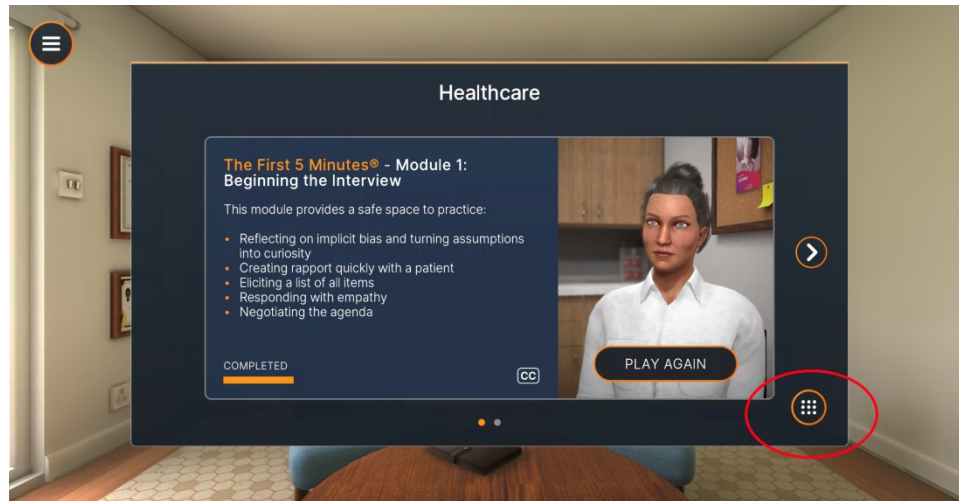 Healthcare
The First 5 Minutes® - Module 1:
Beginning the Interview
This module provides a safe space to practice:
• Reflecting on implicit bias and turning assumptions
into curiosity
• Creating rapport quickly with a patient
• Eliciting a list of all items
• Responding with empathy
• Negotiating the agenda
COMPLETED
CC
PLAY AGAIN